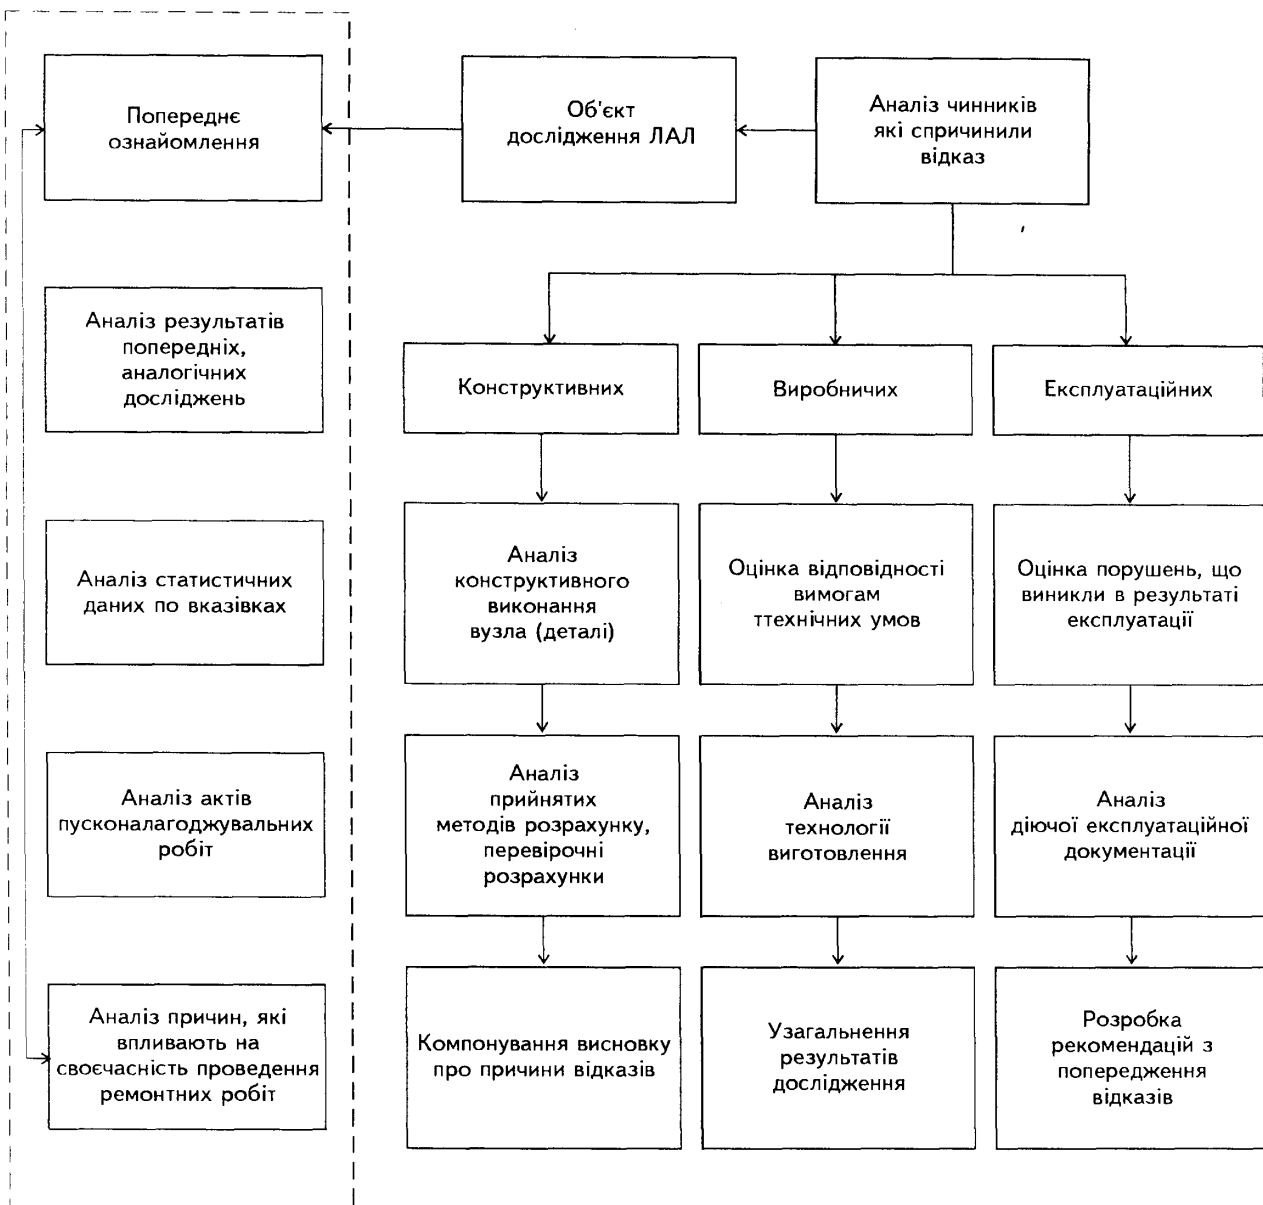 Попереднє
ознайомлення
Об'єкт
дослідження ЛАЛ
Аналіз чинників
які спричинили
відказ
Аналіз результатів
попередніх,
аналогічних
досліджень
Конструктивних
Виробничих
Експлуатаційних
Аналіз статистичних
даних по вказівках
Аналіз
конструктивного
виконання
вузла (деталі)
Оцінка відповідності
вимогам
ттехнічних умов
Оцінка порушень, що
виникли в результаті
експлуатації
Аналіз актів
пусконалагоджувальних
робіт
Аналіз
прийнятих
методів розрахунку,
перевірочні
розрахунки
Аналіз
технології
виготовлення
Аналіз
діючої експлуатаційної
документації
Аналіз причин, які
впливають на
своєчасність проведення
ремонтних робіт
Компонування висновку
про причини відказів
Узагальнення
результатів
дослідження
Розробка
рекомендацій з
попередження
відказів